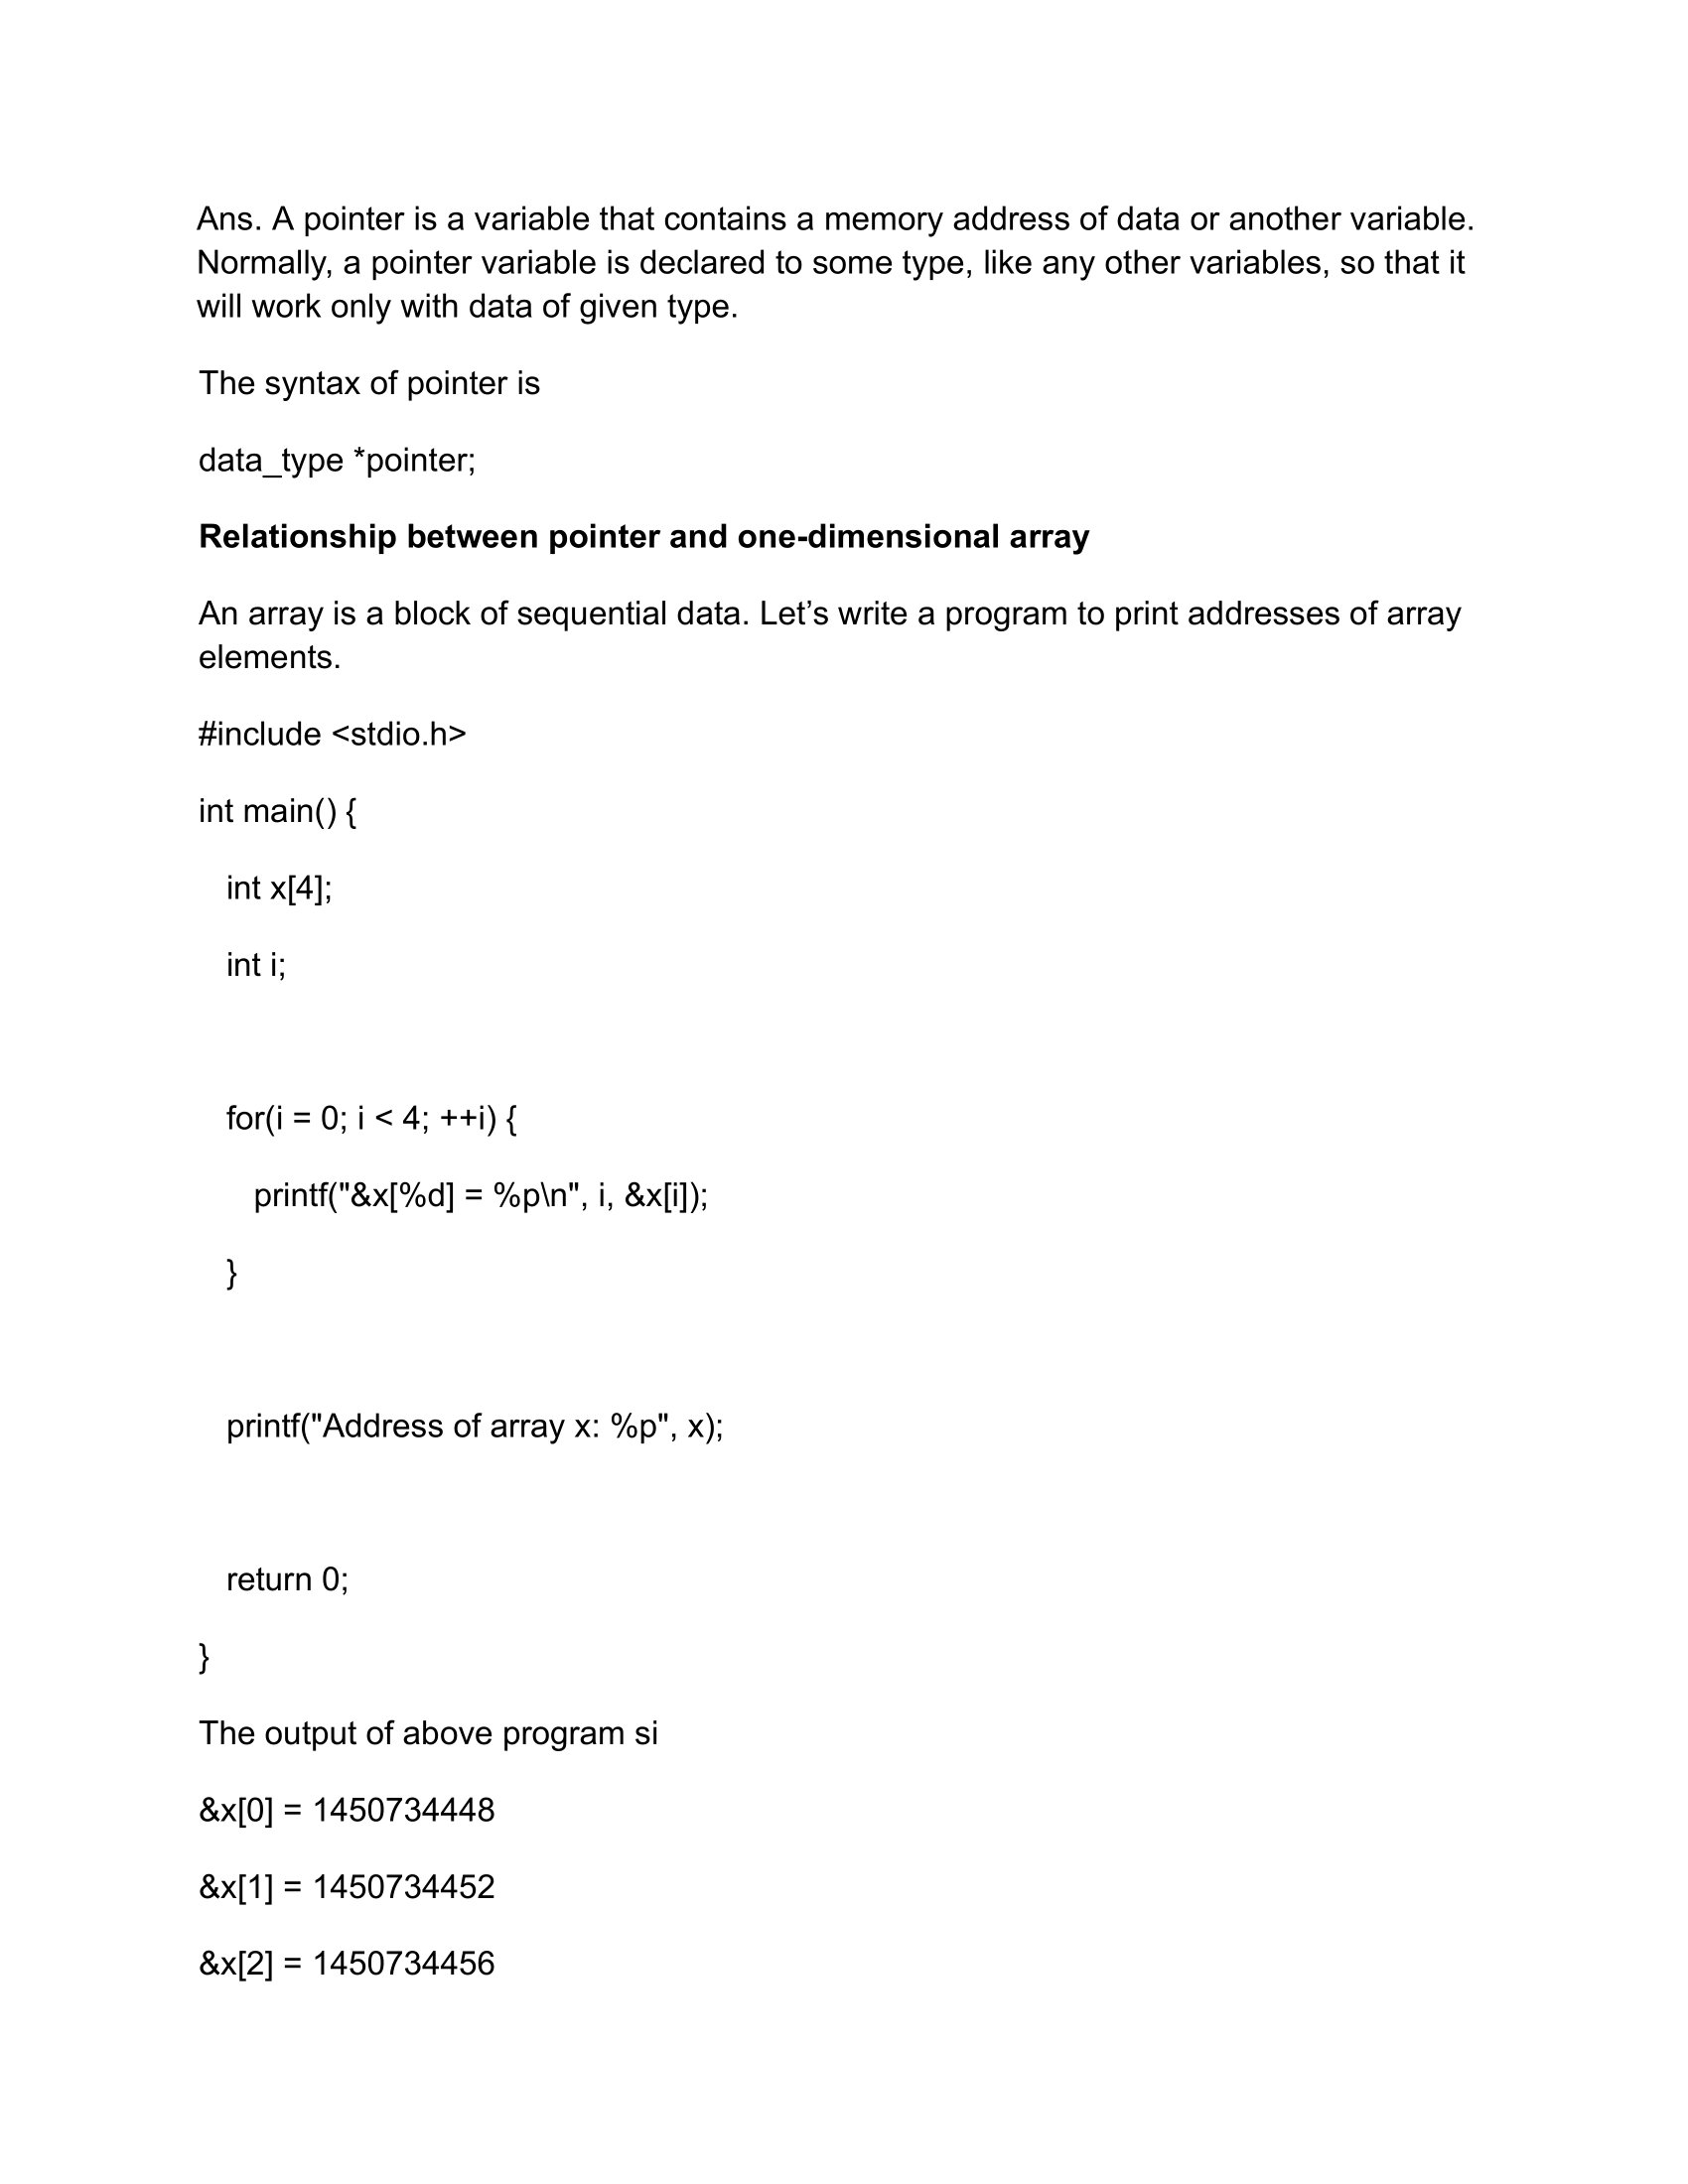 Ans. A pointer is a variable that contains a memory address of data or another variable.
Normally, a pointer variable is declared to some type, like any other variables, so that it
will work only with data of given type.
The syntax of pointer is
data_type *pointer;
Relationship between pointer and one-dimensional array
An array is a block of sequential data. Let’s write a program to print addresses of array
elements.
#include <stdio.h>
int main() {
int x[4];
int i;
for(i = 0; i < 4; ++i) {
printf("&x[%d] = %p\n", i, &x[i]);
}
printf("Address of array x: %p", x);
return 0;
}
The output of above program si
&x[0] = 1450734448
&x[1] = 1450734452
&x[2] = 1450734456